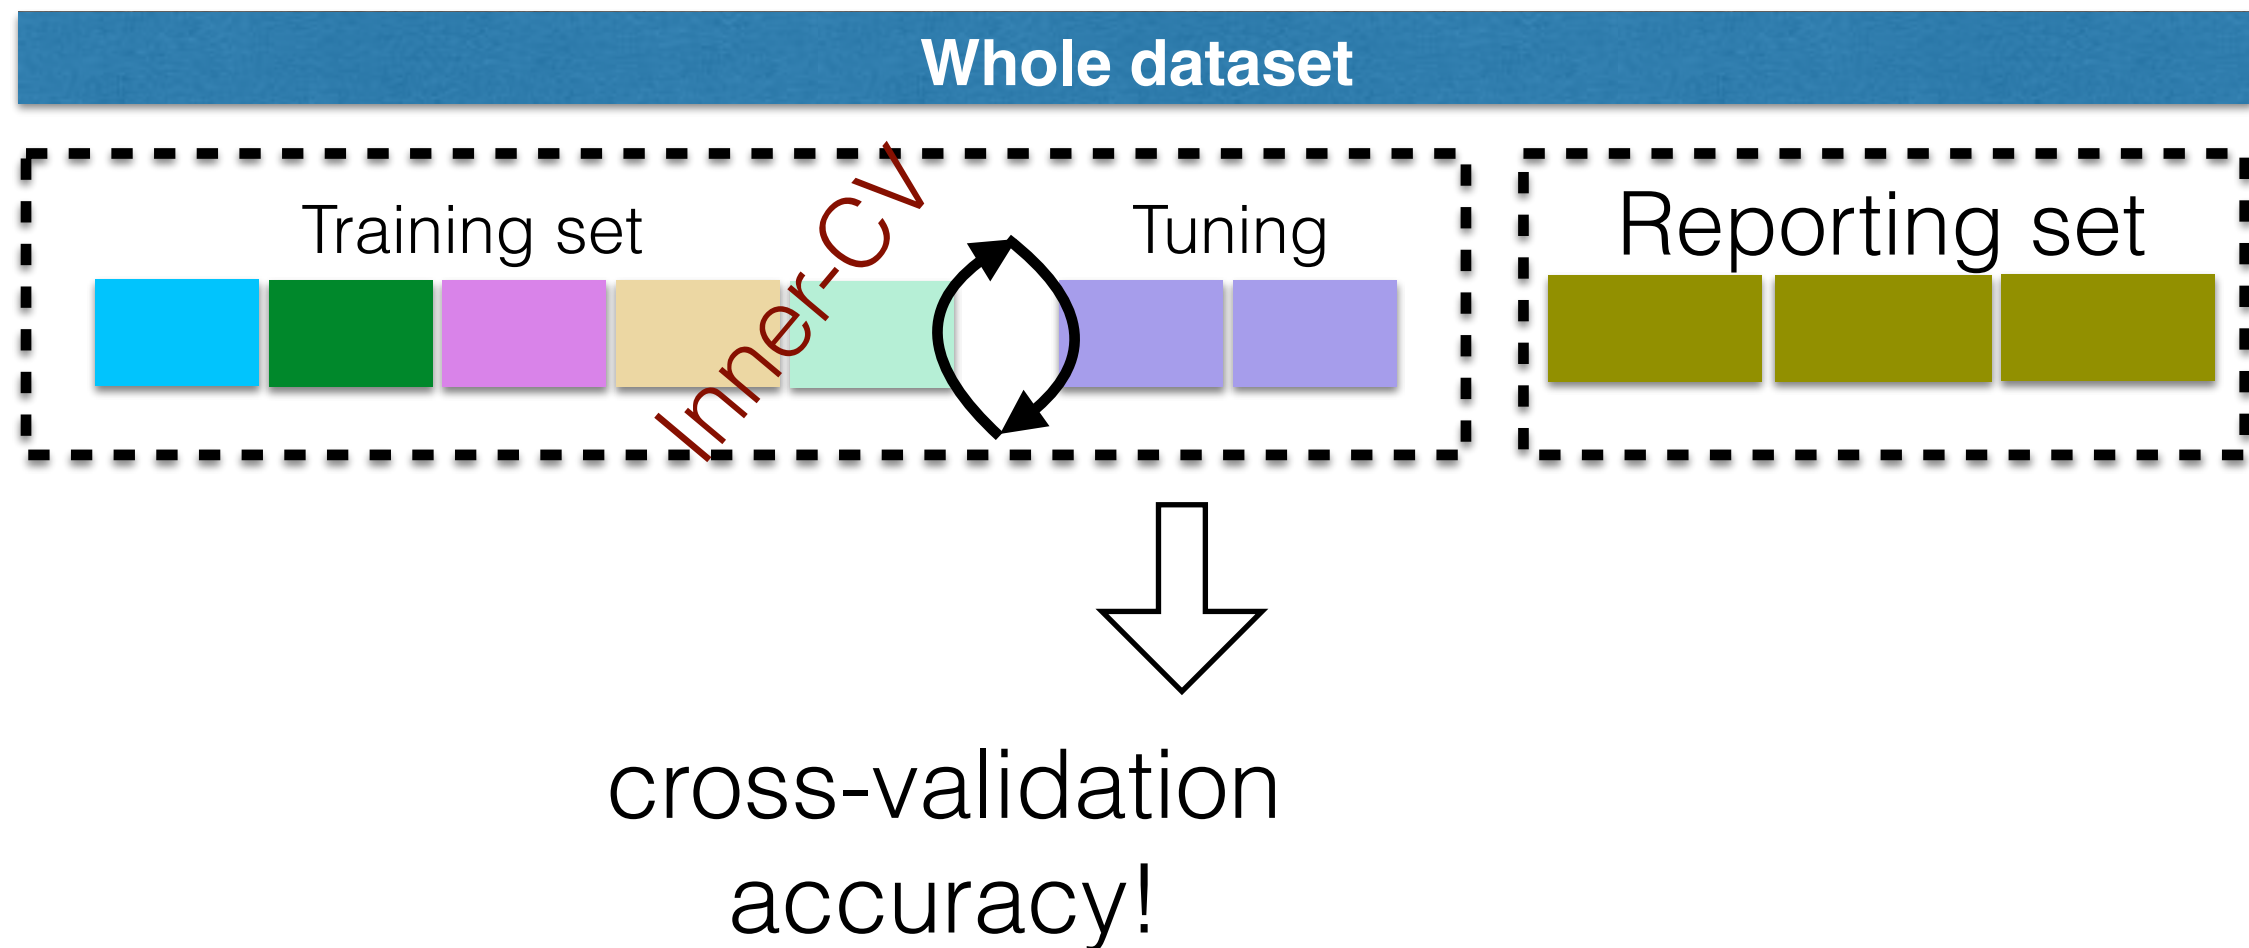 Whole dataset
Training set
Inner-CV
Tuning
Reporting set
cross-validation
accuracy!